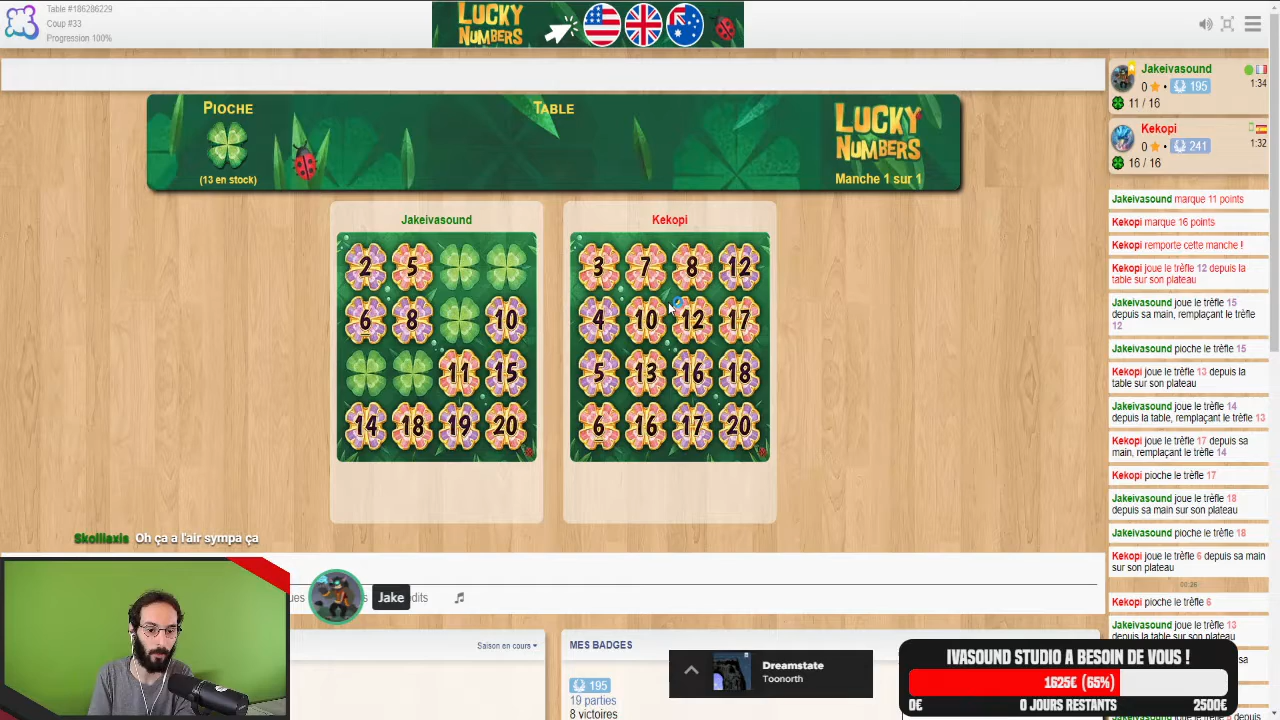 Table #186286229
Coup #33
Progression 100%
LUCKY
NUMBERS
PIOCHE
TABLE
(13 en stock)
LUCKY
NUMBERS
Manche 1 sur 1
Jakeivasound
2 5
6 8 10
11 15
14 18 19 20
Kekopi
3 7 8 12
4 10 12 17
5 13 16 18
6 16 17 20
Jakeivasound
0 195
1:34
11 / 16
Kekopi
0 241
1:32
16 / 16
Jakeivasound marque 11 points
Kekopi marque 16 points
Kekopi remporte cette manche !
Kekopi joue le trèfle 12 depuis la
table sur son plateau
Jakeivasound joue le trèfle 15
depuis sa main, remplaçant le trèfle
12
Jakeivasound pioche le trèfle 15
Kekopi joue le trèfle 13 depuis la
table sur son plateau
Jakeivasound joue le trèfle 14
depuis la table, remplaçant le trèfle 13
Kekopi joue le trèfle 17 depuis sa
main, remplaçant le trèfle 14
Kekopi pioche le trèfle 17
Jakeivasound joue le trèfle 18
depuis sa main sur son plateau
Jakeivasound pioche le trèfle 18
Kekopi joue le trèfle 6 depuis sa main
sur son plateau
00:26
Kekopi pioche le trèfle 6
Jakeivasound joue le trèfle 13
depuis la table sur son plateau
Skolliaxis Oh ça a l'air sympa ça
Jake
Saison en cours
MES BADGES
195
19 parties
8 victoires
Dreamstate
Toonorth
IVASOUND STUDIO A BESOIN DE VOUS !
1625€ (65%)
0€ 0 JOURS RESTANTS 2500€